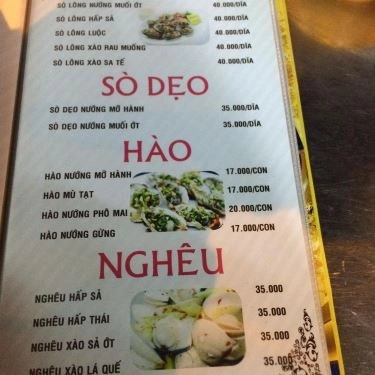 SÒ LÔNG NƯỚNG MUỐI ỚT 40.000/DĨA
SÒ LÔNG HẤP SẢ 40.000/DĨA
SÒ LÔNG LUỘC 40.000/DĨA
SÒ LÔNG XÀO RAU MUỐNG 40.000/DĨA
SÒ LÔNG XÀO SA TẾ 40.000/DĨA
SÒ DẸO
SÒ DẸO NƯỚNG MỠ HÀNH 35.000/DĨA
SÒ DẸO NƯỚNG MUỐI ỚT 35.000/DĨA
HÀO
HÀO NƯỚNG MỠ HÀNH 17.000/CON
HÀO MÙ TẠT 17.000/CON
HÀO NƯỚNG PHÔ MAI 20.000/CON
HÀO NƯỚNG GỪNG 17.000/CON
NGHÊU
NGHÊU HẤP SẢ 35.000
NGHÊU HẤP THÁI 35.000
NGHÊU XÀO SẢ ỚT 35.000
NGHÊU XÀO LÁ QUẾ 35.000